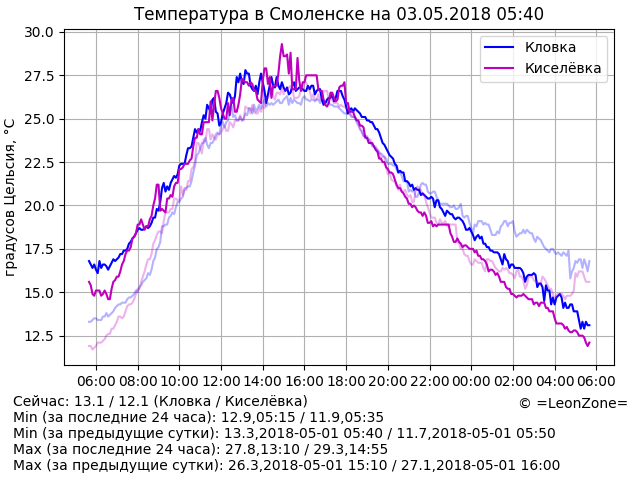 Температура в Смоленске на 03.05.2018 05:40
Кловка
Киселёвка
градусов Цельсия, °C
30.0
27.5
25.0
22.5
20.0
17.5
15.0
12.5
06:00 08:00 10:00 12:00 14:00 16:00 18:00 20:00 22:00 00:00 02:00 04:00 06:00
Сейчас: 13.1 / 12.1 (Кловка / Киселёвка)
© =LeonZone=
Min (за последние 24 часа): 12.9,05:15 / 11.9,05:35
Min (за предыдущие сутки): 13.3,2018-05-01 05:40 / 11.7,2018-05-01 05:50
Max (за последние 24 часа): 27.8,13:10 / 29.3,14:55
Max (за предыдущие сутки): 26.3,2018-05-01 15:10 / 27.1,2018-05-01 16:00